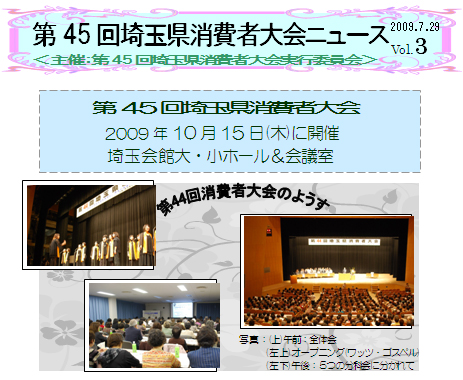 第45回埼玉県消費者大会ニュース
2009.7.29
Vol.3
＜主催:第45回埼玉県消費者大会実行委員会＞
第45回埼玉県消費者大会
2009年10月15日(木)に開催
埼玉会館大・小ホール＆会議室
第44回消費者大会のようす
写真：(上)午前：全体会
(左上)オープニング(ワッツ・ゴスペル
(左下)午後：5つの分科会に分かれて